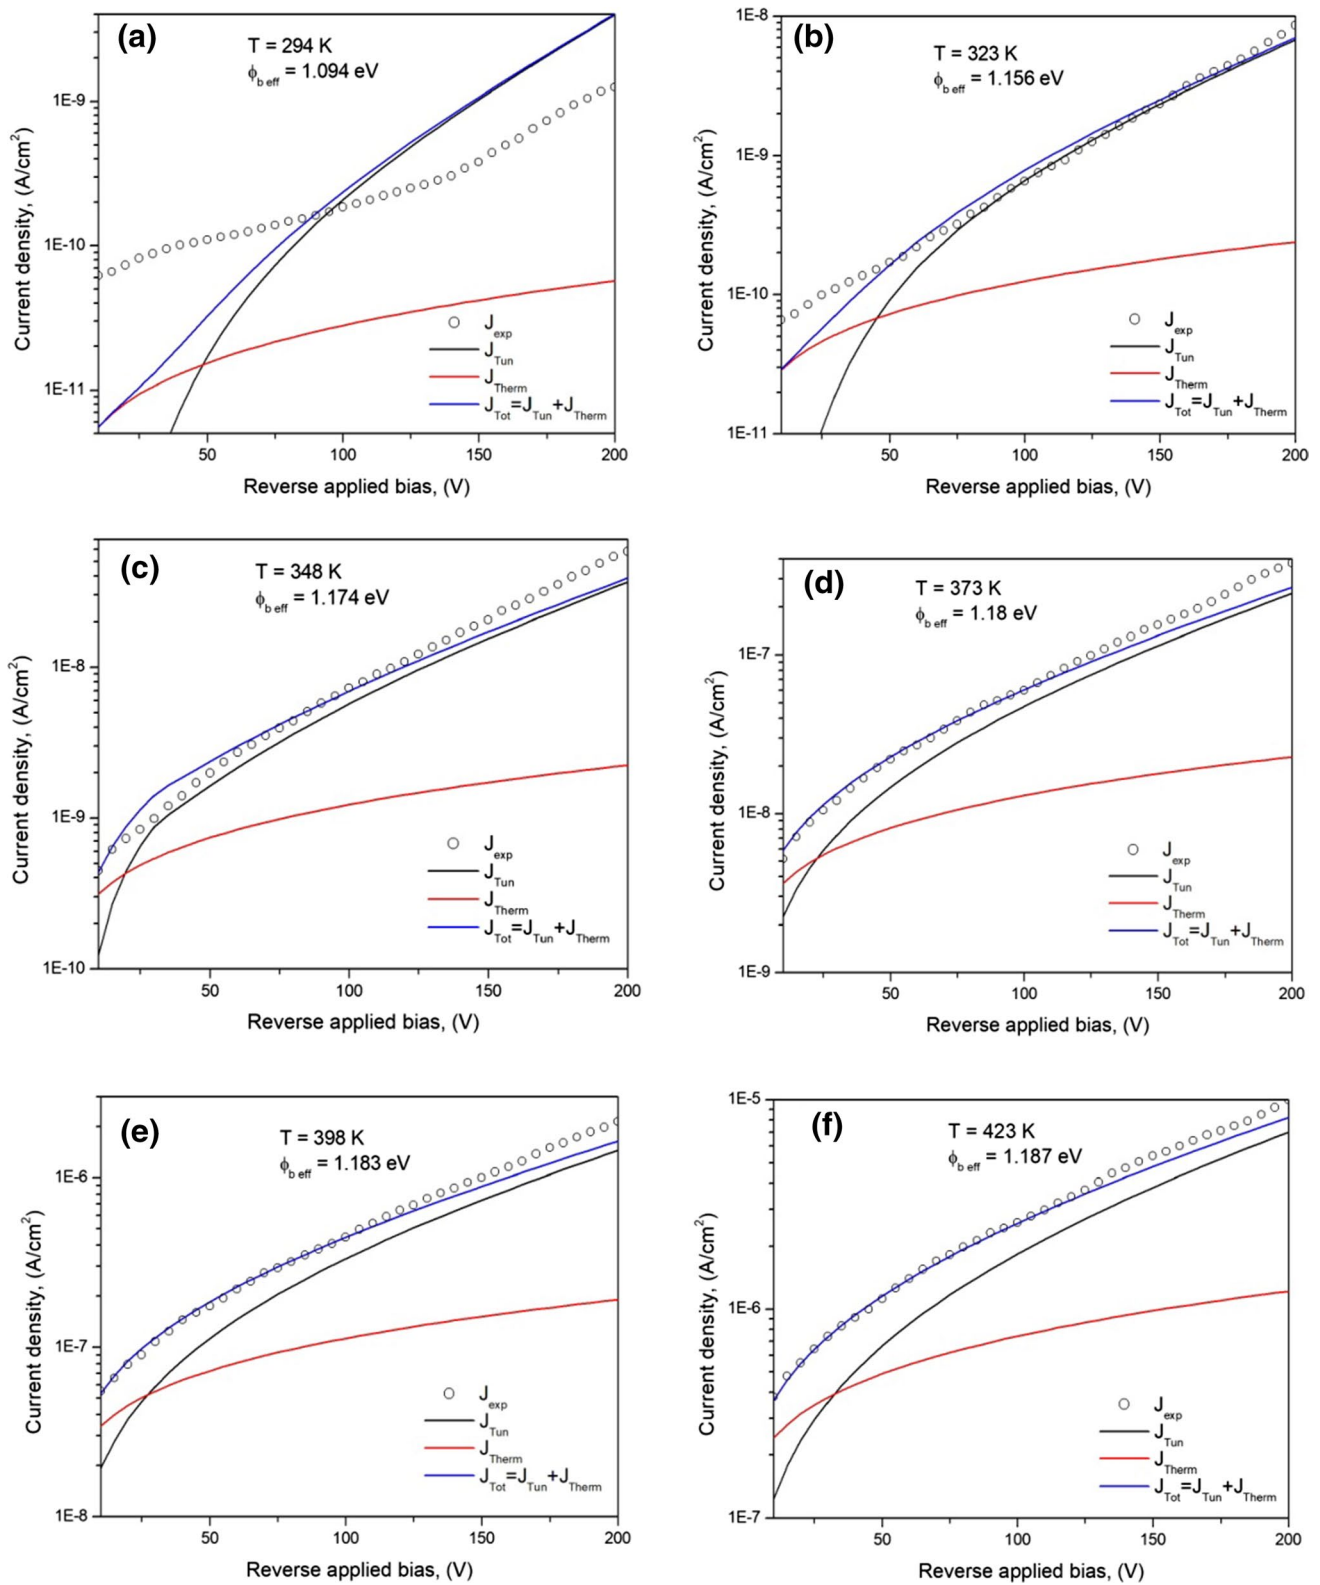 (a)
T = 294 K
ϕb eff = 1.094 eV
1E-9
1E-10
1E-11
Current density, (A/cm²)
Jexp
JTun
JTherm
JTot=JTun+JTherm
50 100 150 200
Reverse applied bias, (V)
(b)
T = 323 K
ϕb eff = 1.156 eV
1E-8
1E-9
1E-10
1E-11
Current density, (A/cm²)
Jexp
JTun
JTherm
JTot=JTun+JTherm
50 100 150 200
Reverse applied bias, (V)
(c)
T = 348 K
ϕb eff = 1.174 eV
1E-8
1E-9
1E-10
Current density, (A/cm²)
Jexp
JTun
JTherm
JTot=JTun+JTherm
50 100 150 200
Reverse applied bias, (V)
(d)
T = 373 K
ϕb eff = 1.18 eV
1E-7
1E-8
1E-9
Current density, (A/cm²)
Jexp
JTun
JTherm
JTot=JTun+JTherm
50 100 150 200
Reverse applied bias, (V)
(e)
T = 398 K
ϕb eff = 1.183 eV
1E-6
1E-7
1E-8
Current density, (A/cm²)
Jexp
JTun
JTherm
JTot=JTun+JTherm
50 100 150 200
Reverse applied bias, (V)
(f)
T = 423 K
ϕb eff = 1.187 eV
1E-5
1E-6
1E-7
Current density, (A/cm²)
Jexp
JTun
JTherm
JTot=JTun+JTherm
50 100 150 200
Reverse applied bias, (V)